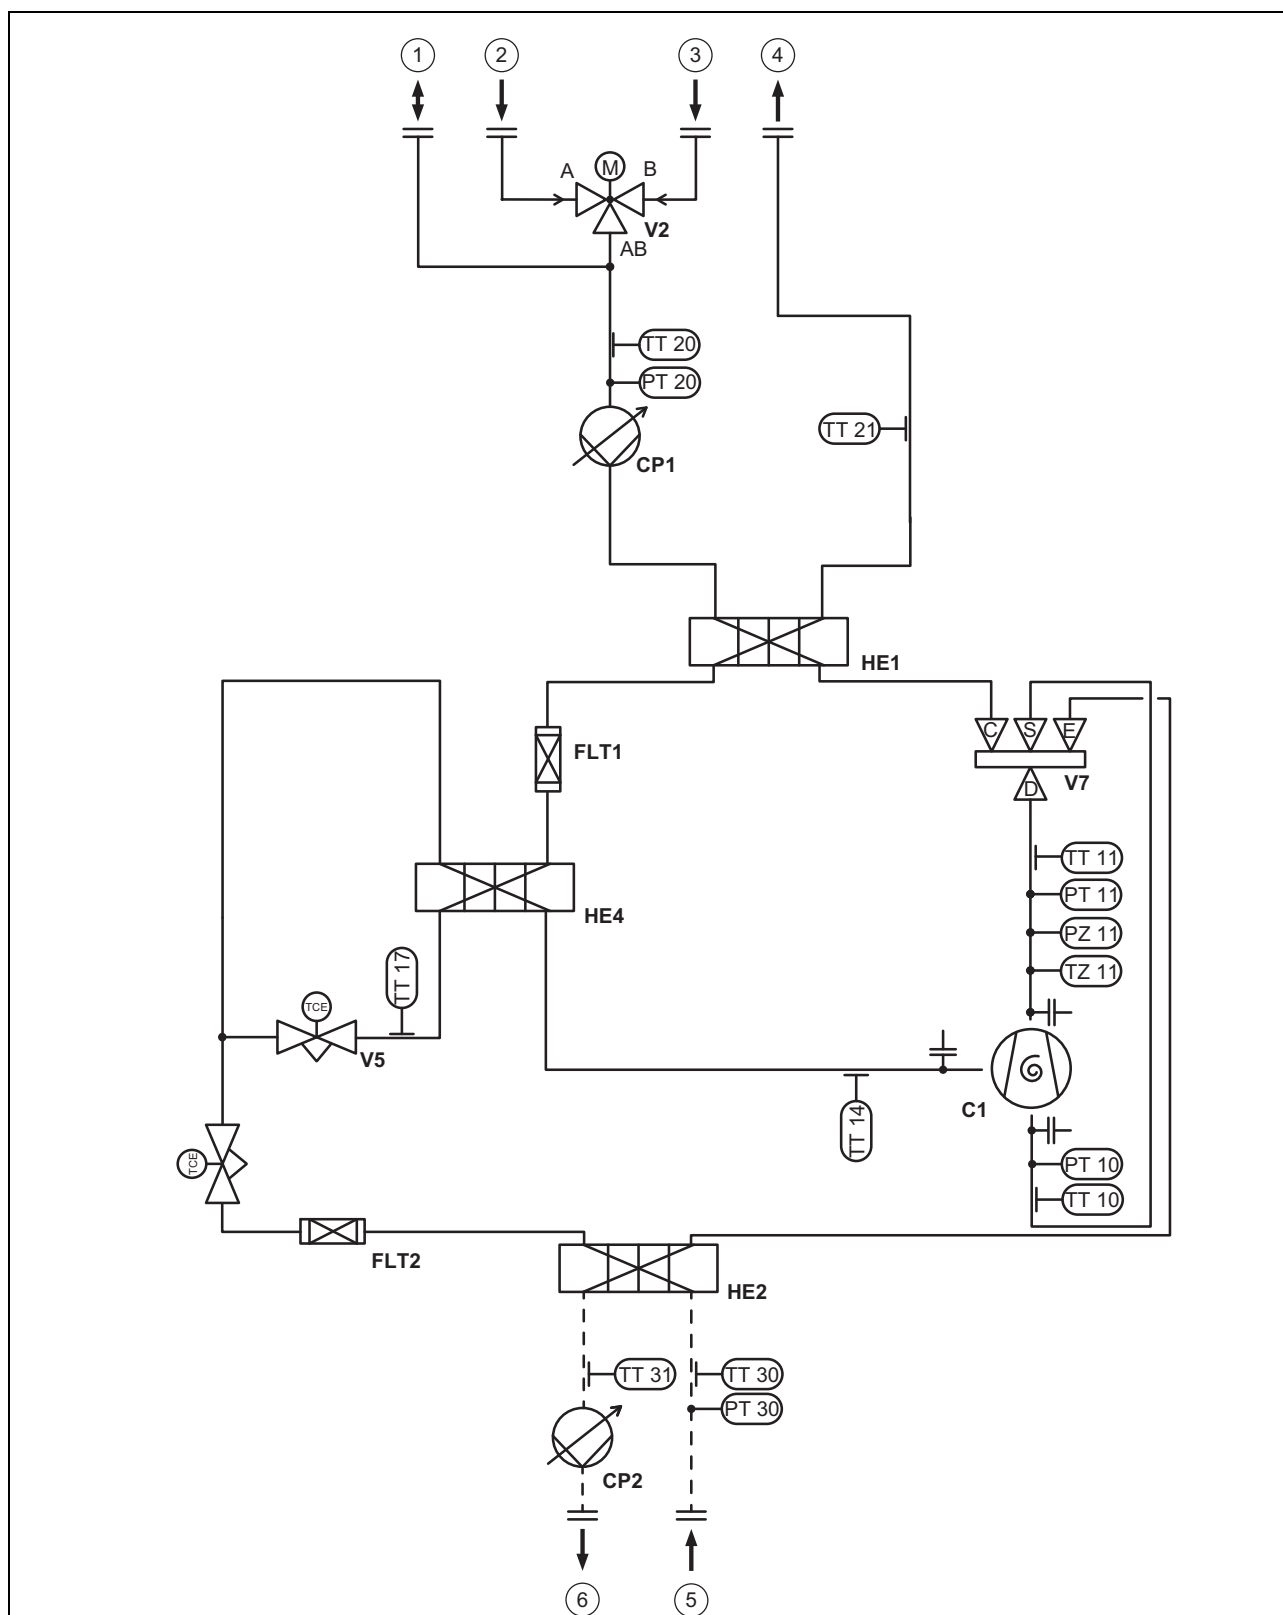 1
2
3
4
M
A
B
V2
AB
TT 20
PT 20
TT 21
CP1
HE1
C
S
E
FLT1
V7
D
TT 11
PT 11
HE4
PZ 11
TT 17
TZ 11
TCE
V5
C1
TT 14
TCE
PT 10
TT 10
FLT2
HE2
TT 31
TT 30
PT 30
CP2
6
5